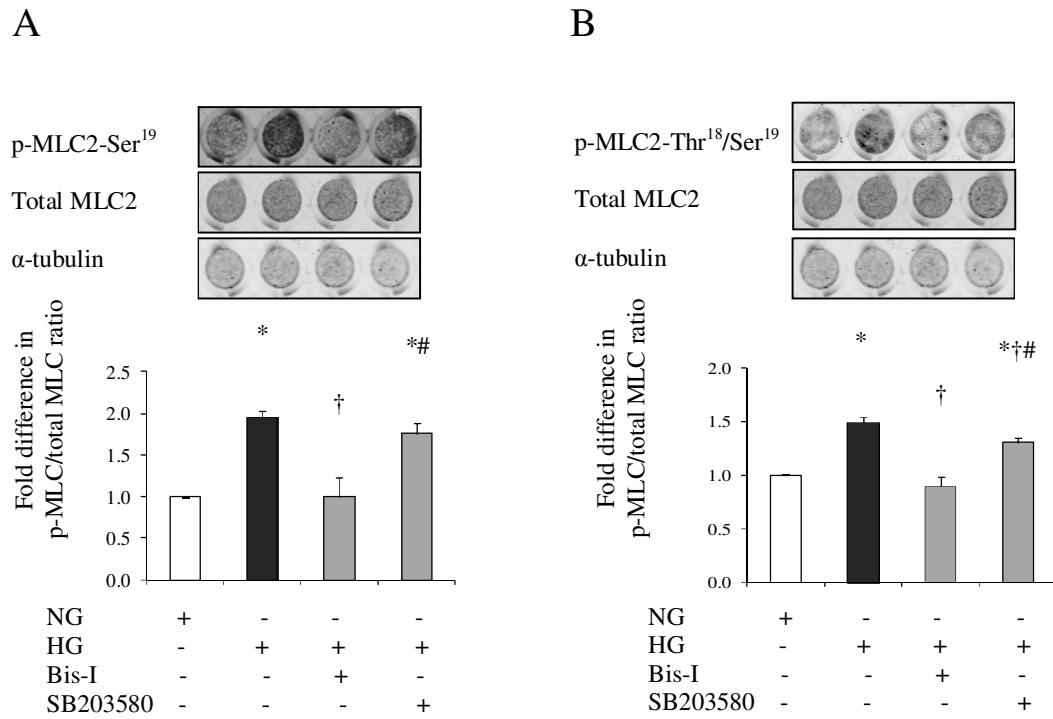 A
p-MLC2-Ser19
Total MLC2
α-tubulin
Fold difference in
p-MLC/total MLC ratio
* † *#
2.5
2.0
1.5
1.0
0.5
0.0
NG + - - -
HG - + + +
Bis-I - - + -
SB203580 - - - +
B
p-MLC2-Thr18/Ser19
Total MLC2
α-tubulin
Fold difference in
p-MLC/total MLC ratio
* † *†#
2.0
1.5
1.0
0.5
0.0
NG + - - -
HG - + + +
Bis-I - - + -
SB203580 - - - +